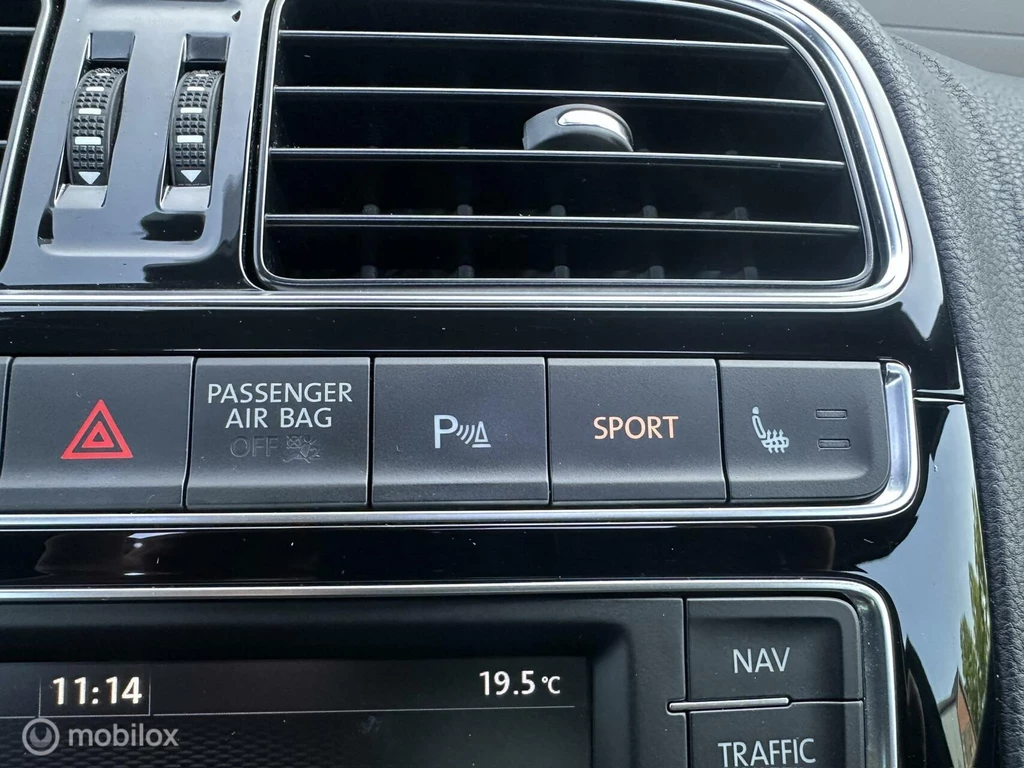 PASSENGER
AIR BAG
OFF
P
SPORT
NAV
11:14
19.5°C
TRAFFIC
mobilox